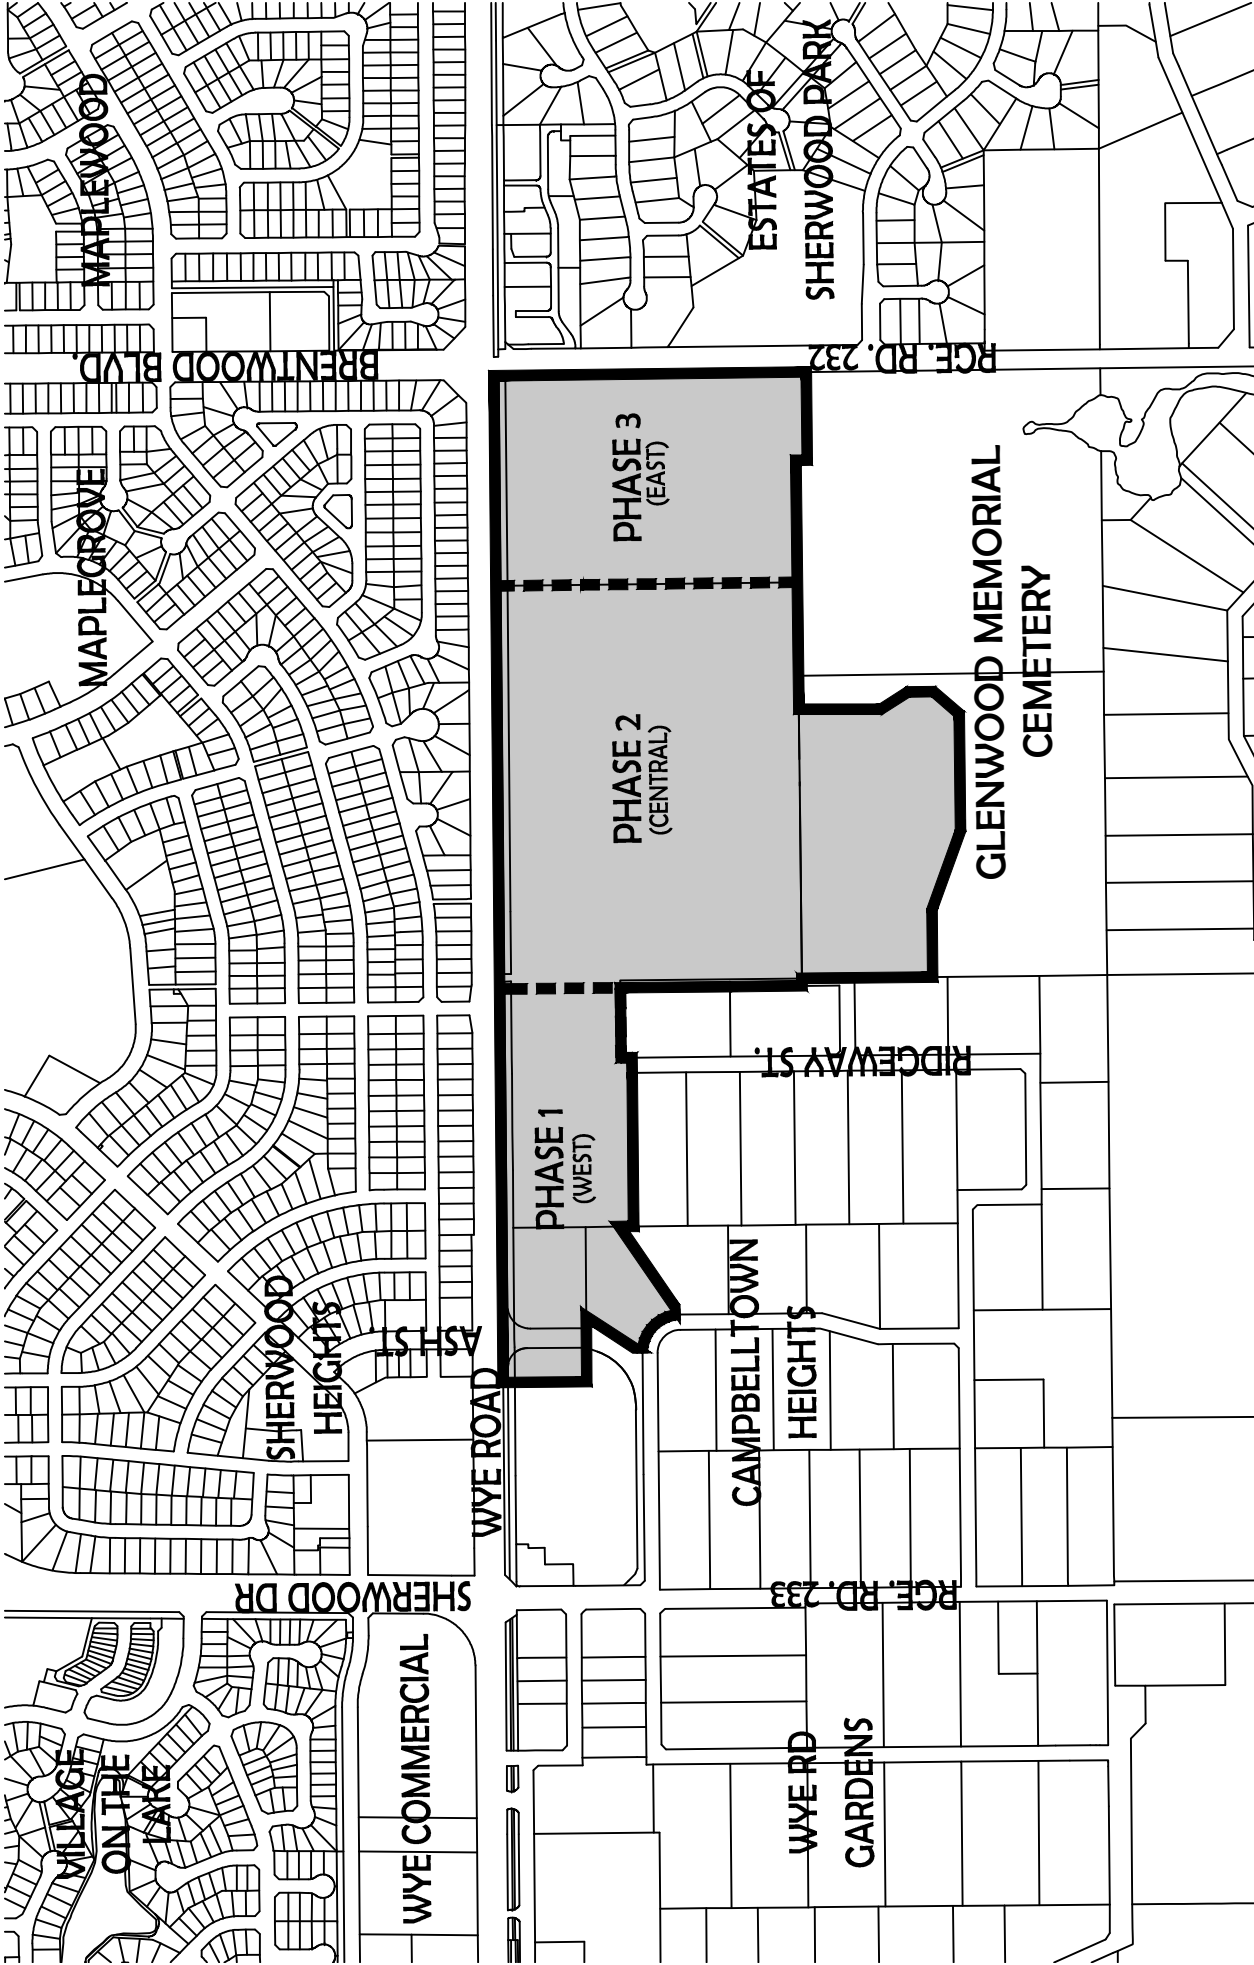 MAPLEWOOD
ESTATES OF
SHERWOOD PARK
BRENTWOOD BLVD.
RGE. RD. 232
MAPLEGROVE
PHASE 3
(EAST)
GLENWOOD MEMORIAL
CEMETERY
PHASE 2
(CENTRAL)
RIDGEWAY ST.
PHASE 1
(WEST)
SHERWOOD
HEIGHTS
ASH ST.
WYE ROAD
CAMPBELLTOWN
HEIGHTS
SHERWOOD DR
RGE. RD. 233
VILLAGE
ON THE
LAKE
WYE COMMERCIAL
WYE RD
GARDENS